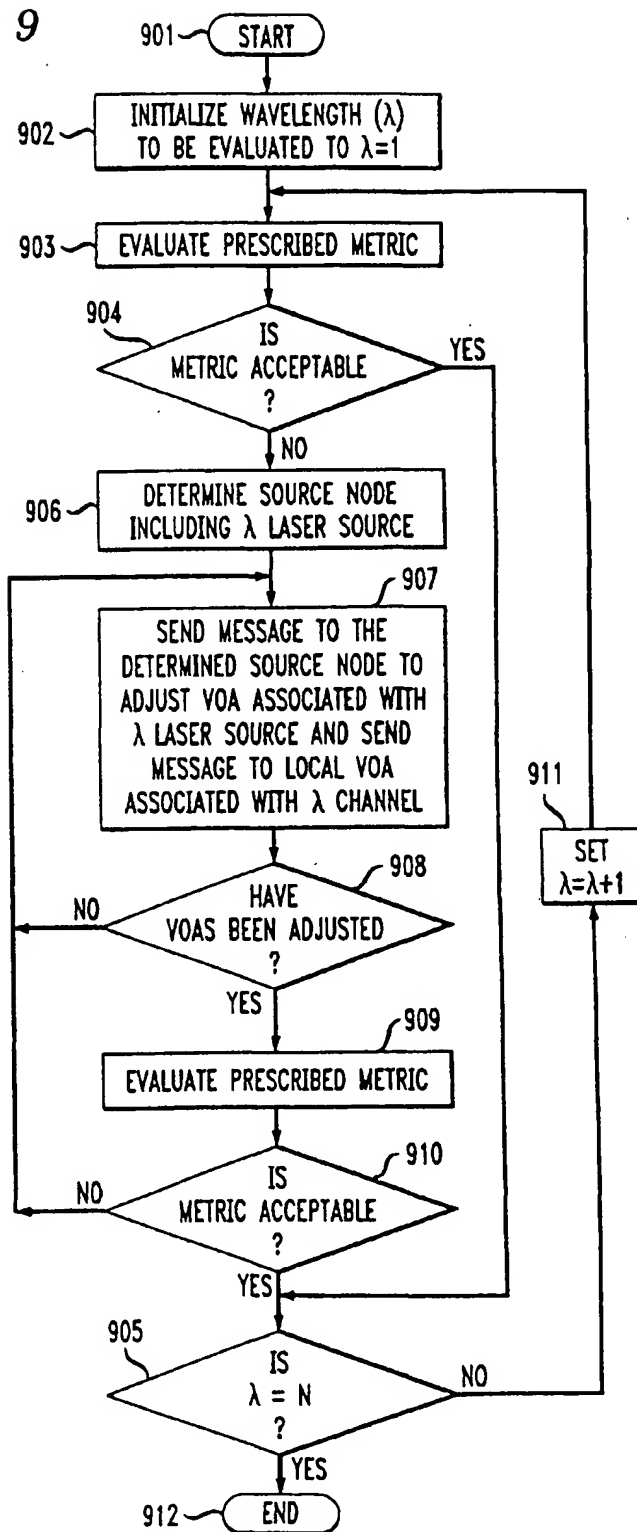 9
901
START
902
INITIALIZE WAVELENGTH (λ)
TO BE EVALUATED TO λ=1
903
EVALUATE PRESCRIBED METRIC
904
IS
METRIC ACCEPTABLE
?
YES
NO
906
DETERMINE SOURCE NODE
INCLUDING λ LASER SOURCE
907
SEND MESSAGE TO THE
DETERMINED SOURCE NODE TO
ADJUST VOA ASSOCIATED WITH
λ LASER SOURCE AND SEND
MESSAGE TO LOCAL VOA
ASSOCIATED WITH λ CHANNEL
911
SET
λ=λ+1
908
HAVE
VOAS BEEN ADJUSTED
?
NO
YES
909
EVALUATE PRESCRIBED METRIC
910
IS
METRIC ACCEPTABLE
?
NO
YES
905
IS
λ = N
?
NO
YES
912
END